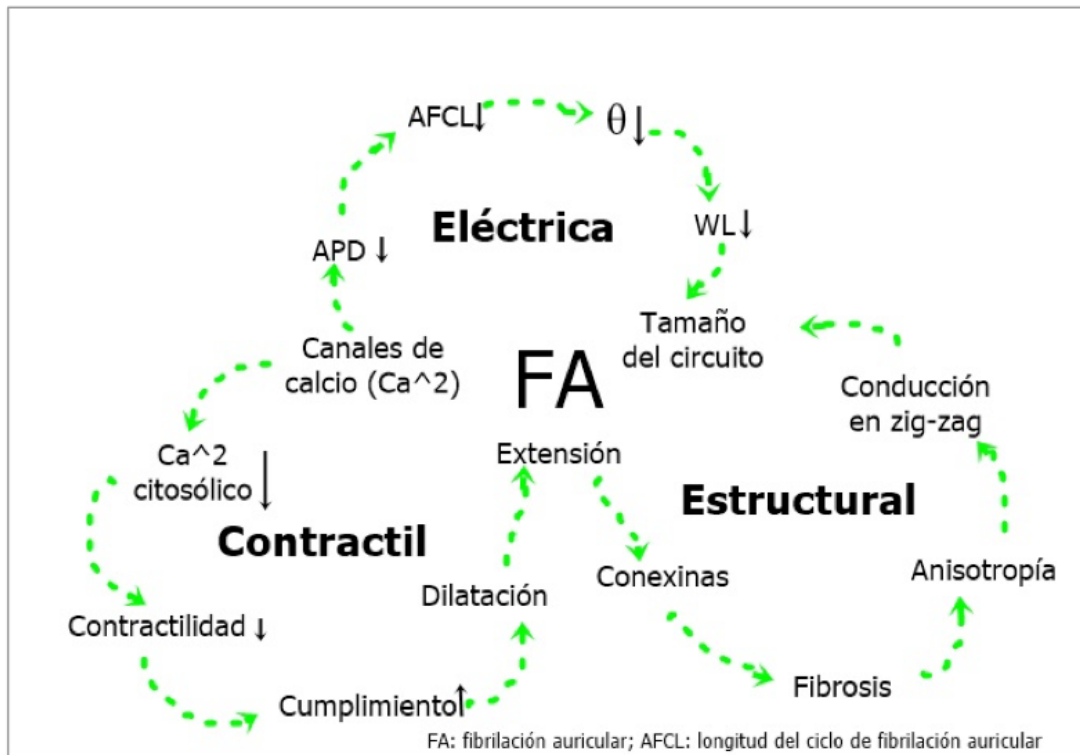 AFCL↓
θ↓
WL↓
Eléctrica
APD ↓
Tamaño
del circuito
Canales de
calcio (Ca^2)
FA
Conducción
en zig-zag
Ca^2
citosólico ↓
Extensión
Estructural
Contractil
Conexinas
Anisotropía
Dilatación
Contractilidad ↓
Fibrosis
Cumplimiento↑
FA: fibrilación auricular; AFCL: longitud del ciclo de fibrilación auricular